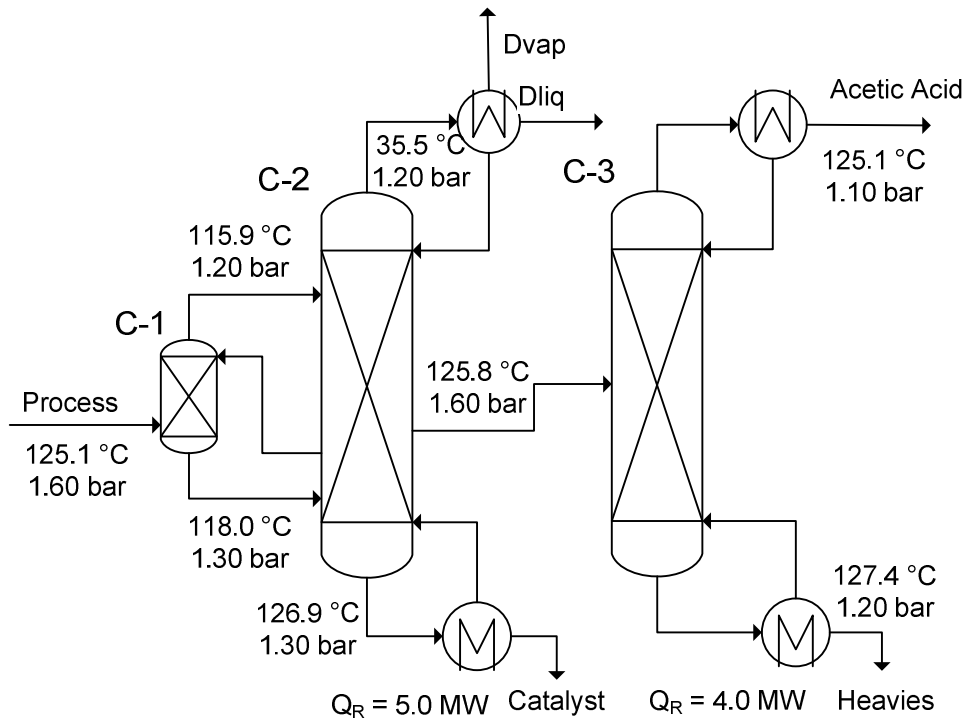 Dvap
Dliq
Acetic Acid
35.5 °C
1.20 bar
125.1 °C
1.10 bar
C-2
C-3
115.9 °C
1.20 bar
C-1
125.8 °C
1.60 bar
Process
125.1 °C
1.60 bar
118.0 °C
1.30 bar
126.9 °C
1.30 bar
127.4 °C
1.20 bar
QR = 5.0 MW
Catalyst
QR = 4.0 MW
Heavies